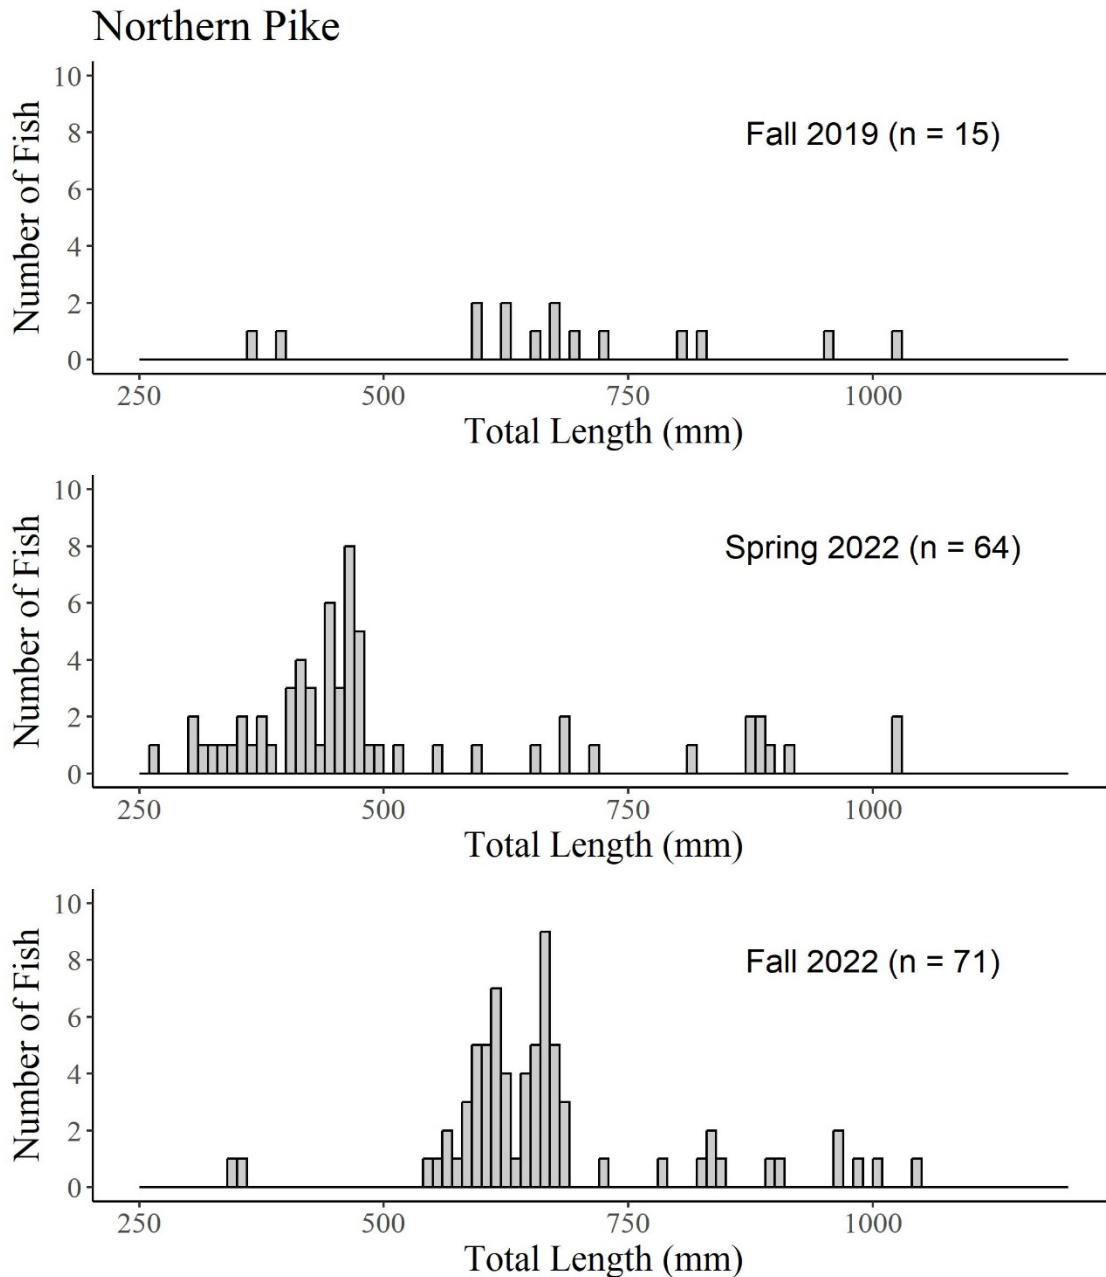 Northern Pike
Number of Fish
10
8
6
4
2
0
Fall 2019 (n = 15)
250 500 750 1000
Total Length (mm)
Number of Fish
10
8
6
4
2
0
Spring 2022 (n = 64)
250 500 750 1000
Total Length (mm)
Number of Fish
10
8
6
4
2
0
Fall 2022 (n = 71)
250 500 750 1000
Total Length (mm)